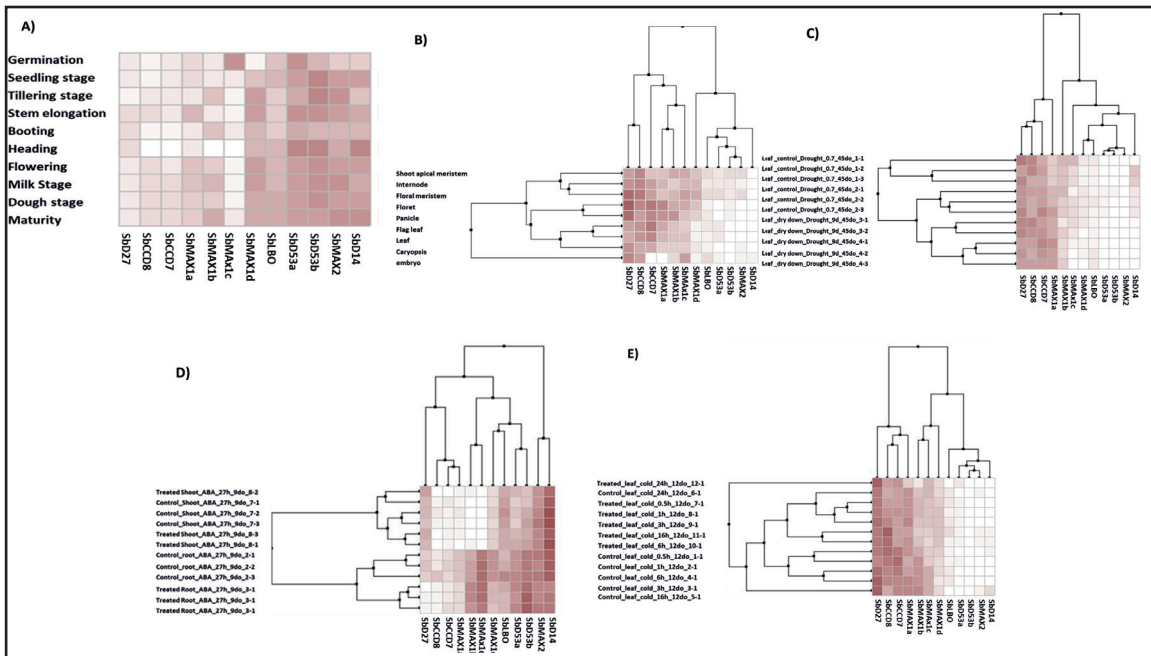 A)
Germination
Seedling stage
Tillering stage
Stem elongation
Booting
Heading
Flowering
Milk Stage
Dough stage
Maturity
SbD27
SbCCD8
SbCCD7
SbMAX1a
SbMAX1b
SbMAx1c
SbMAX1d
SbLBO
SbD53a
SbD53b
SbMAX2
SbD14
B)
Shoot apical meristem
Internode
Floral meristem
Floret
Panicle
Flag leaf
Leaf
Caryopsis
embryo
SbD27
SbCCD8
SbCCD7
SbMAX1a
SbMAX1b
SbMAx1c
SbMAX1d
SbLBO
SbD53a
SbD53b
SbMAX2
SbD14
C)
Leaf_control_Drought_0.7_45do_1-1
Leaf_control_Drought_0.7_45do_1-2
Leaf_control_Drought_0.7_45do_1-3
Leaf_control_Drought_0.7_45do_2-1
Leaf_control_Drought_0.7_45do_2-2
Leaf_control_Drought_0.7_45do_2-3
Leaf_dry down_Drought_9d_45do_3-1
Leaf_dry down_Drought_9d_45do_3-2
Leaf_dry down_Drought_9d_45do_4-1
Leaf_dry down_Drought_9d_45do_4-2
Leaf_dry down_Drought_9d_45do_4-3
SbD27
SbCCD8
SbCCD7
SbMAX1a
SbMAX1b
SbMAx1c
SbMAX1d
SbLBO
SbD53a
SbD53b
SbMAX2
SbD14
D)
Treated Shoot_ABA_27h_9do_8-2
Control_Shoot_ABA_27h_9do_7-1
Control_Shoot_ABA_27h_9do_7-2
Control_Shoot_ABA_27h_9do_7-3
Treated Shoot_ABA_27h_9do_8-3
Treated Shoot_ABA_27h_9do_8-1
Control_root_ABA_27h_9do_2-1
Control_root_ABA_27h_9do_2-2
Control_root_ABA_27h_9do_2-3
Treated Root_ABA_27h_9do_3-1
Treated Root_ABA_27h_9do_3-1
Treated Root_ABA_27h_9do_3-1
SbD27
SbCCD8
SbCCD7
SbLBO
SbD53a
SbD53b
SbMAX2
SbD14
E)
Treated_leaf_cold_24h_12do_12-1
Control_leaf_cold_24h_12do_6-1
Treated_leaf_cold_0.5h_12do_7-1
Treated_leaf_cold_1h_12do_8-1
Treated_leaf_cold_3h_12do_9-1
Treated_leaf_cold_16h_12do_11-1
Treated_leaf_cold_6h_12do_10-1
Control_leaf_cold_0.5h_12do_1-1
Control_leaf_cold_1h_12do_2-1
Control_leaf_cold_6h_12do_4-1
Control_leaf_cold_3h_12do_3-1
Control_leaf_cold_16h_12do_5-1
SbD27
SbCCD8
SbCCD7
SbMAX1a
SbMAX1b
SbMAx1c
SbMAX1d
SbLBO
SbD53a
SbD53b
SbMAX2
SbD14